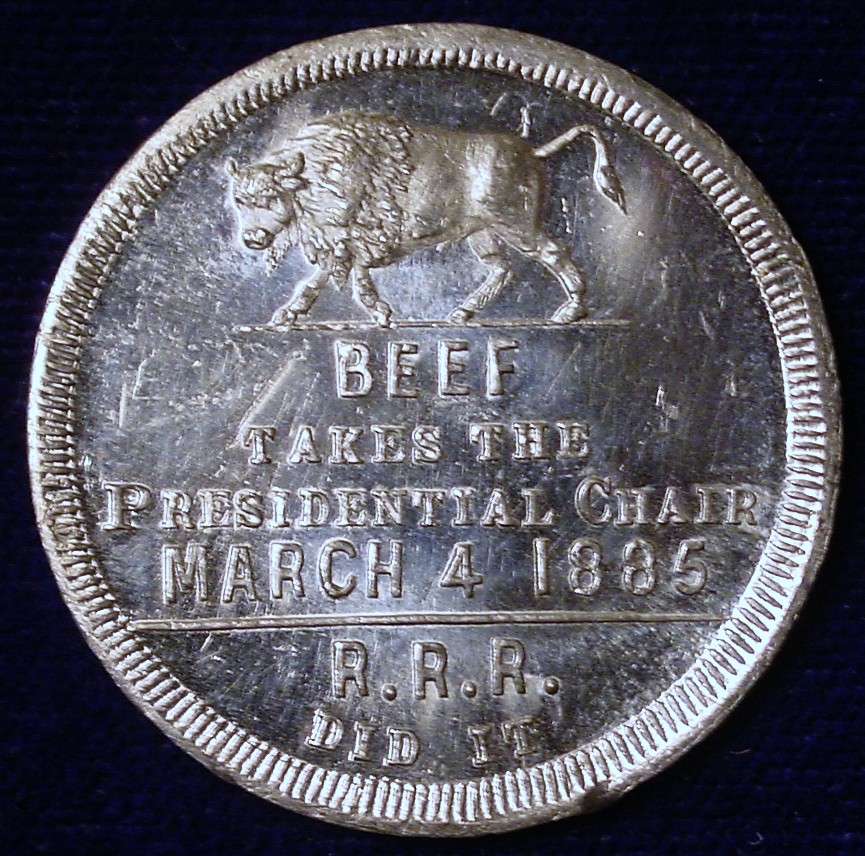 BEEF
TAKES THE
PRESIDENTIAL CHAIR
MARCH 4 1885
R.R.R.
DID IT